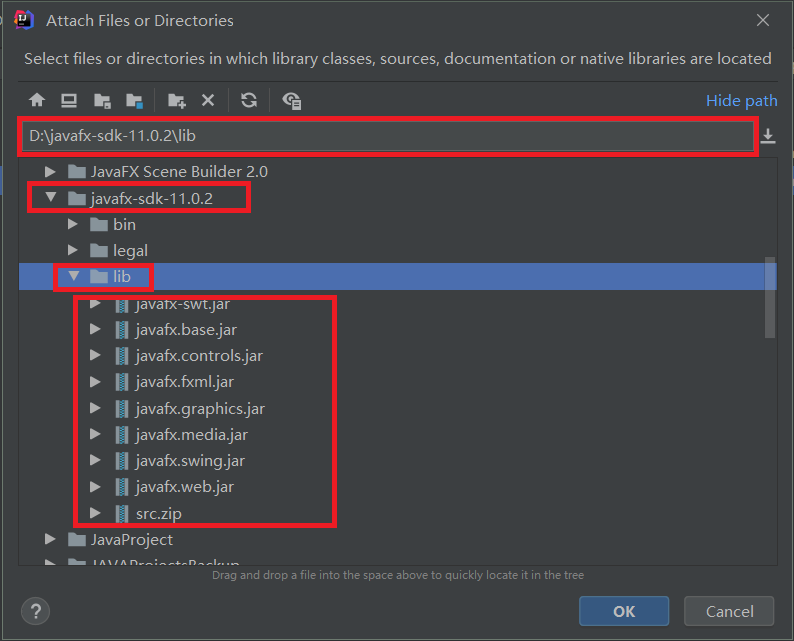 Attach Files or Directories
Select files or directories in which library classes, sources, documentation or native libraries are located
Hide path
D:\javafx-sdk-11.0.2\lib
JavaFX Scene Builder 2.0
javafx-sdk-11.0.2
bin
legal
lib
javafx-swt.jar
javafx.base.jar
javafx.controls.jar
javafx.fxml.jar
javafx.graphics.jar
javafx.media.jar
javafx.swing.jar
javafx.web.jar
src.zip
JavaProject
JAVAProjectsBackup
Drag and drop a file into the space above to quickly locate it in the tree
?
OK
Cancel